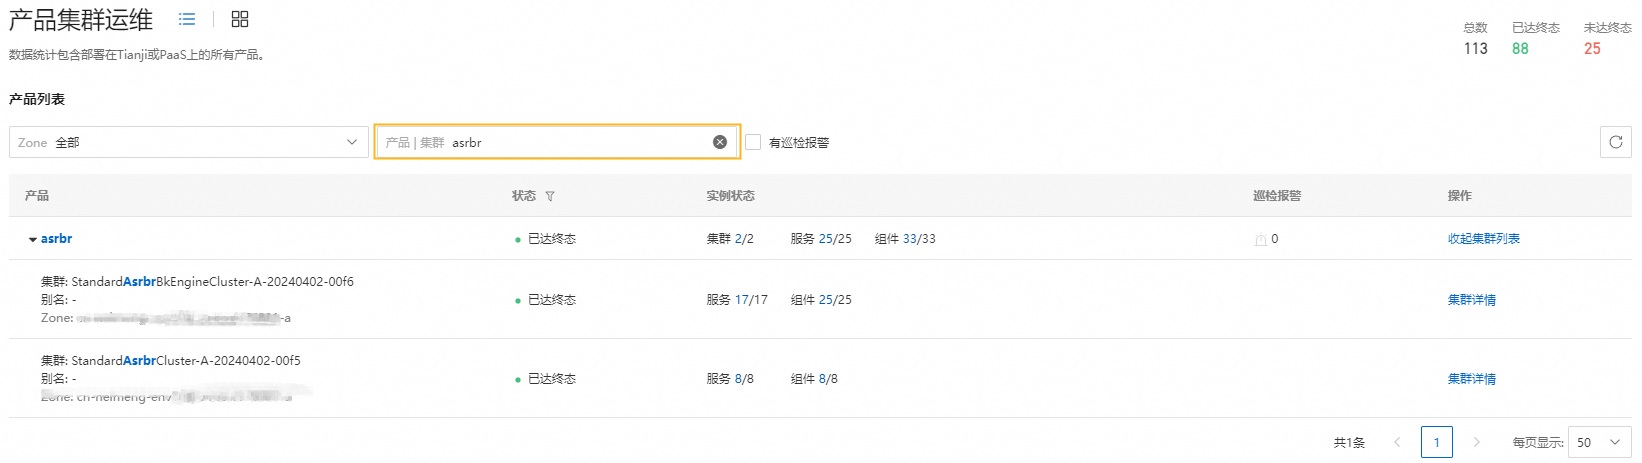 产品集群运维
总数 已达终态 未达终态
113 88 25
数据统计包含部署在Tianji或PaaS上的所有产品。
产品列表
Zone 全部 产品 | 集群 asrbr 有巡检报警
产品 状态 实例状态 巡检报警 操作
asrbr 已达终态 集群 2/2 服务 25/25 组件 33/33 0 收起集群列表
集群: StandardAsrbrBkEngineCluster-A-20240402-00f6
别名: - 已达终态 服务 17/17 组件 25/25 集群详情
Zone: -a
集群: StandardAsrbrCluster-A-20240402-00f5
别名: - 已达终态 服务 8/8 组件 8/8 集群详情
Zone:
共1条 1 每页显示: 50